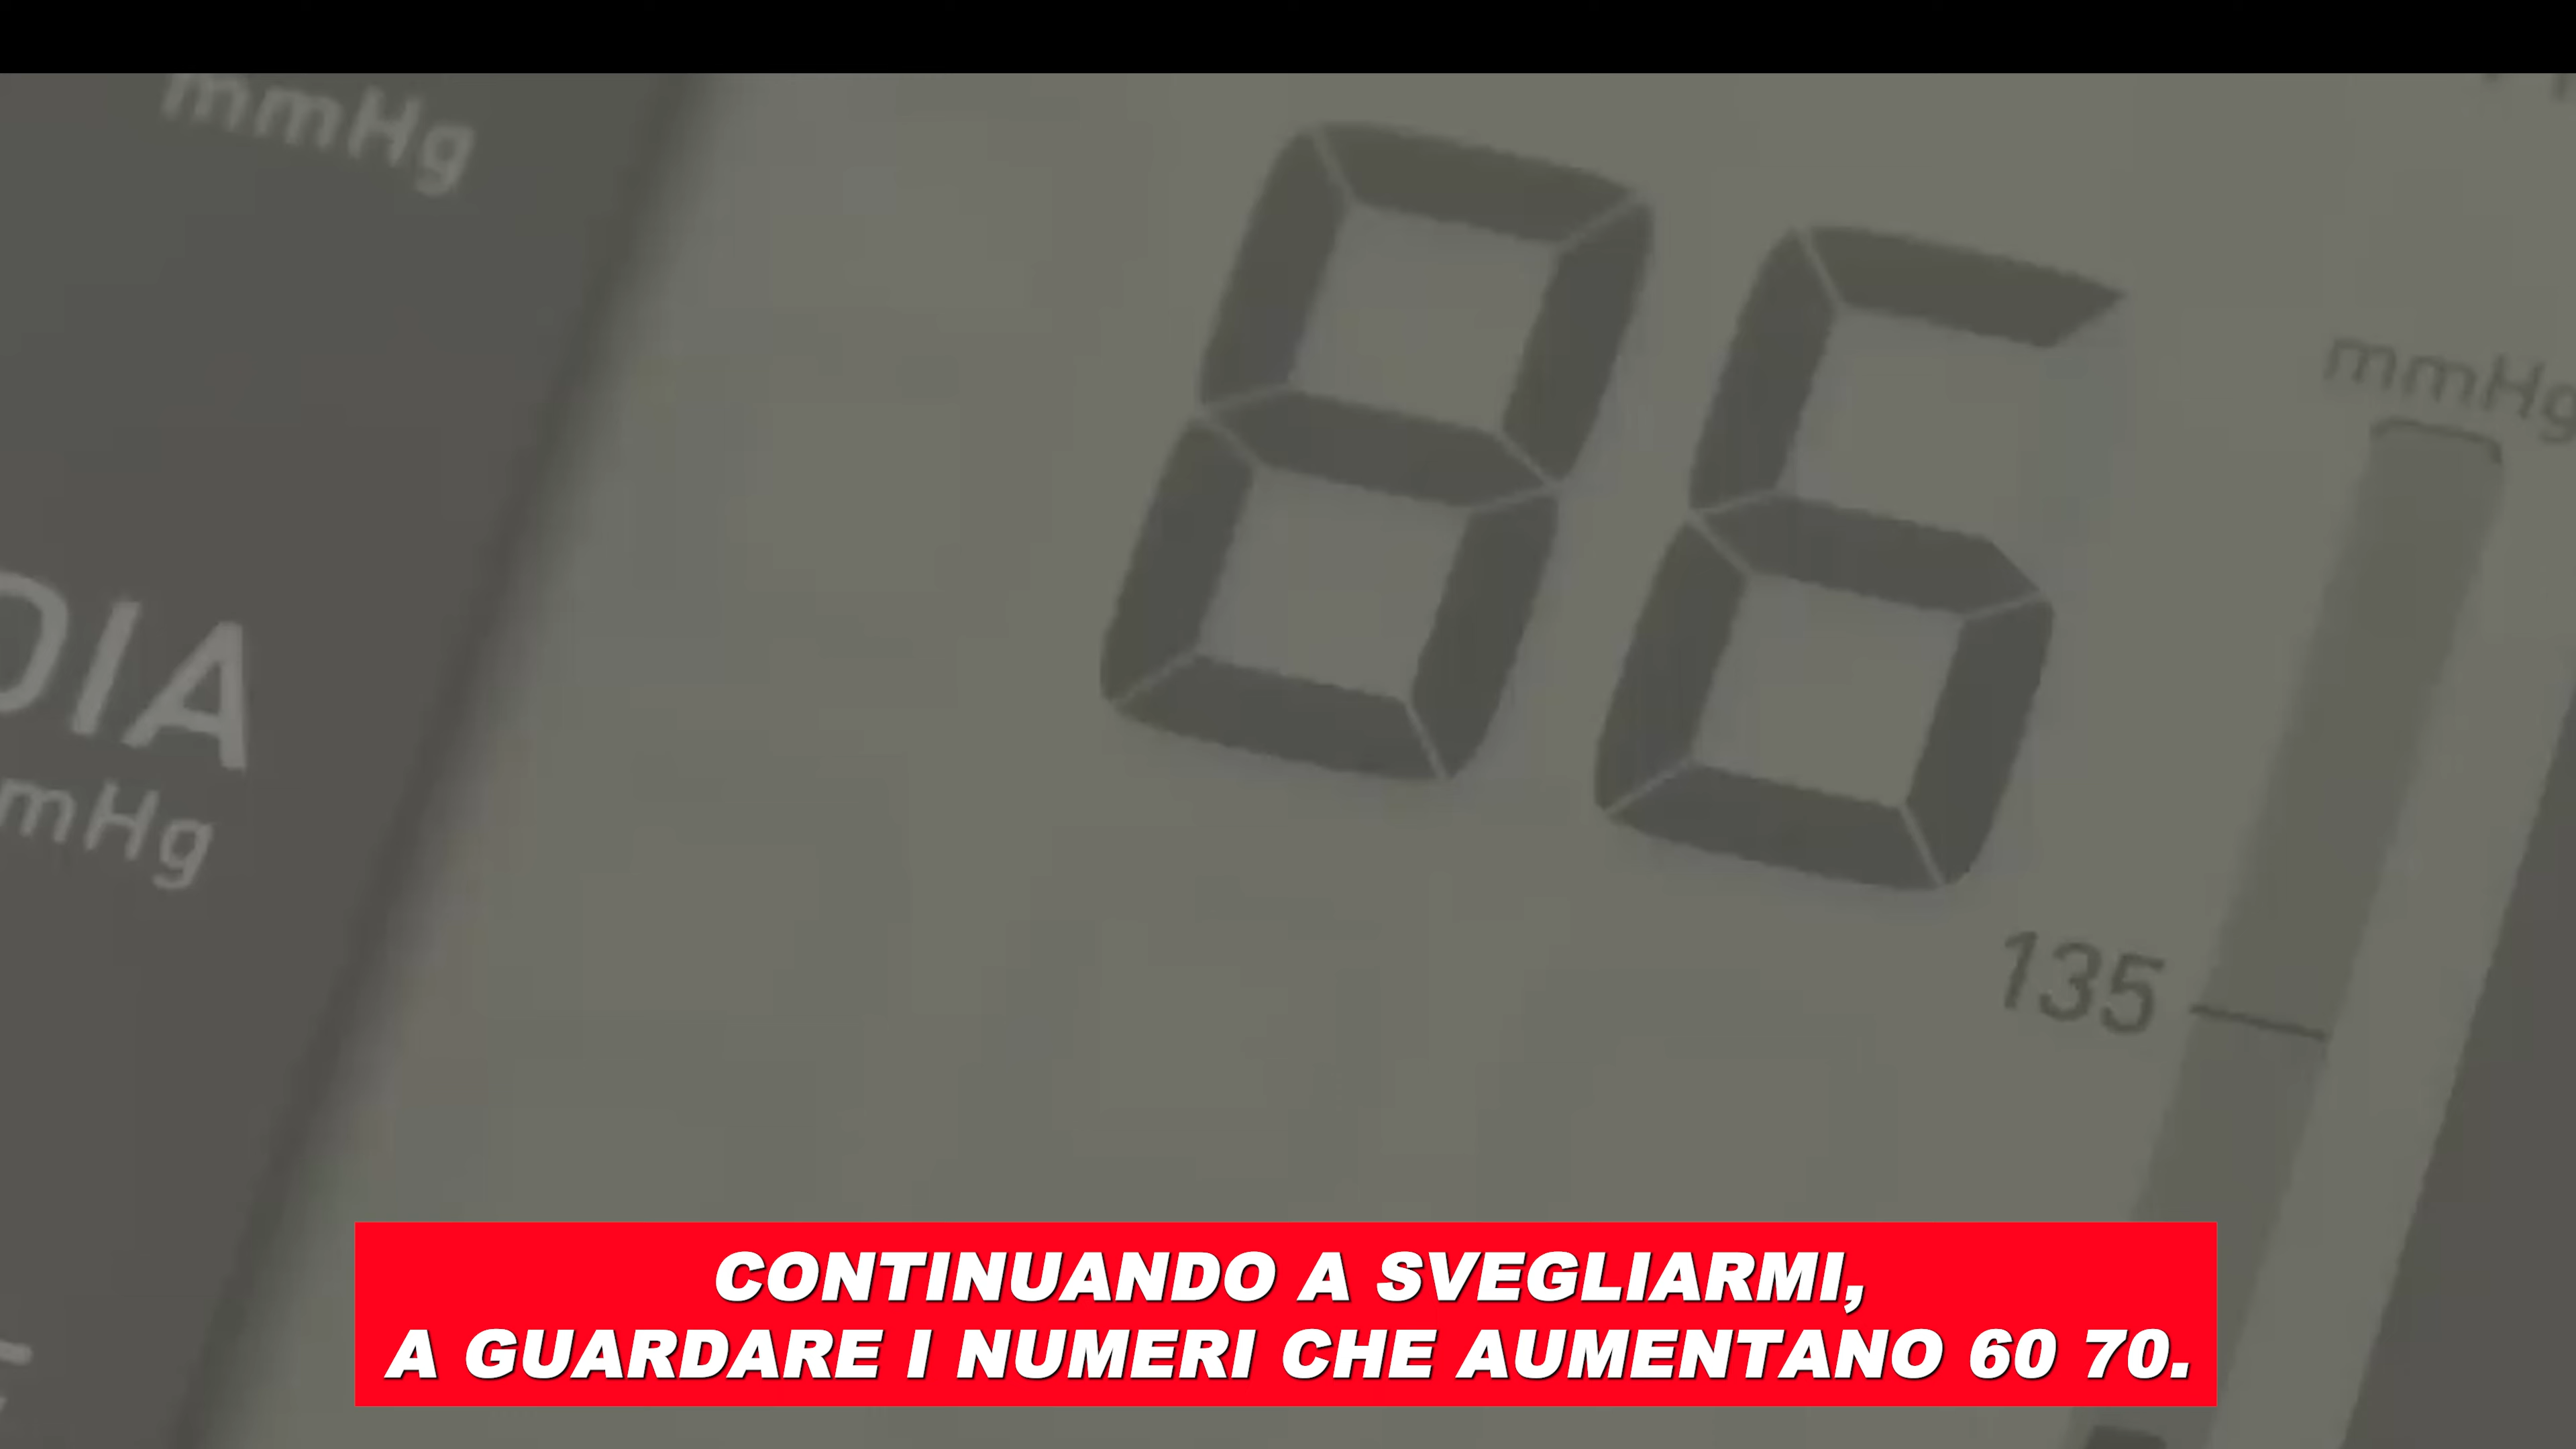 mmHg
86
mmHg
DIA
mmHg
135
CONTINUANDO A SVEGLIARMI,
A GUARDARE I NUMERI CHE AUMENTANO 60 70.